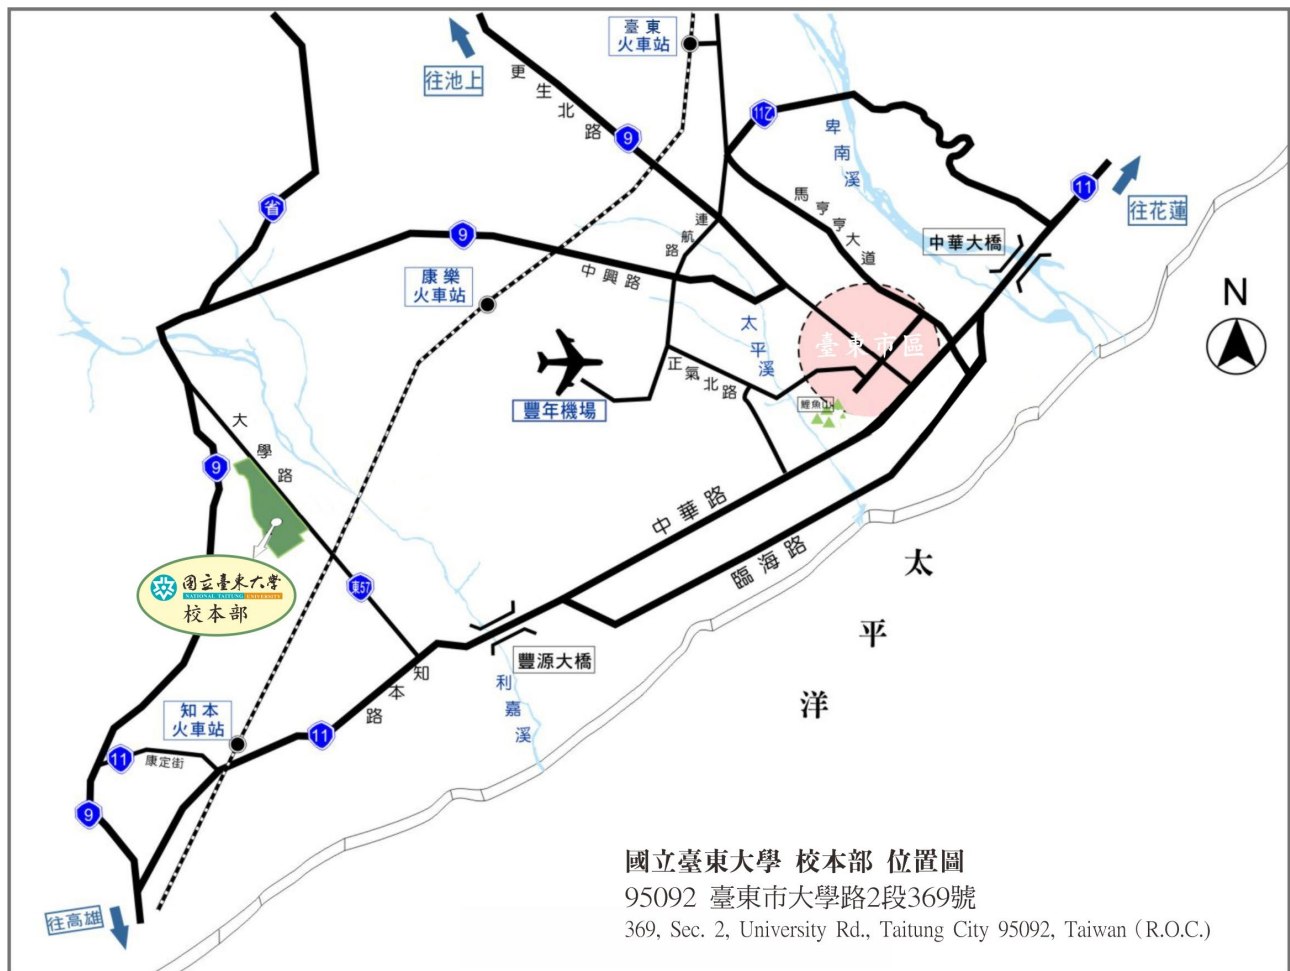 臺東
火車站
往池上
更生北路
9
11乙
卑南溪
11
往花蓮
省
連航路
馬亨亨大道
中華大橋
9
中興路
康樂
火車站
N
太平溪
臺東市區
正氣北路
鯉魚山
豐年機場
大學路
9
中華路
臨海路
太平洋
國立臺東大學
NATIONAL TAITUNG UNIVERSITY
校本部
東57
豐源大橋
知本路
利嘉溪
知本
火車站
11
11
康定街
9
往高雄
國立臺東大學 校本部 位置圖
95092 臺東市大學路2段369號
369, Sec. 2, University Rd., Taitung City 95092, Taiwan (R.O.C.)